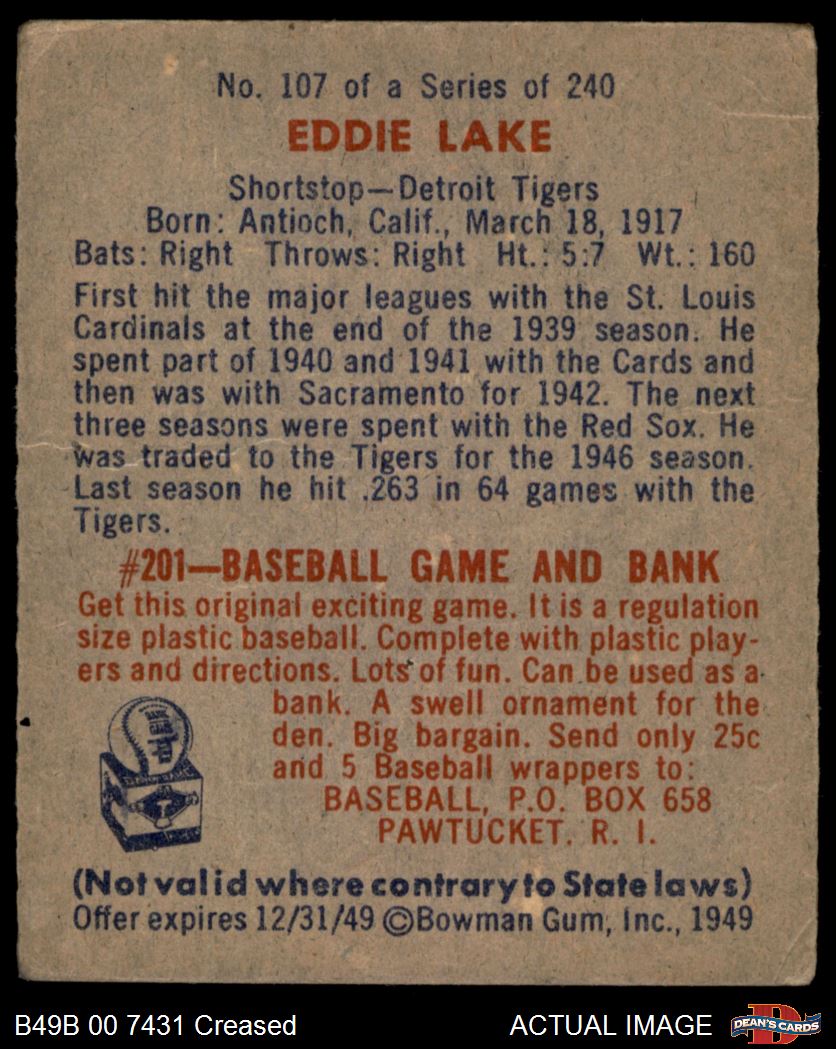 No. 107 of a Series of 240
EDDIE LAKE
Shortstop—Detroit Tigers
Born: Antioch, Calif., March 18, 1917
Bats: Right Throws: Right Ht.: 5:7 Wt.: 160
First hit the major leagues with the St. Louis
Cardinals at the end of the 1939 season. He
spent part of 1940 and 1941 with the Cards and
then was with Sacramento for 1942. The next
three seasons were spent with the Red Sox. He
was traded to the Tigers for the 1946 season.
Last season he hit .263 in 64 games with the
Tigers.
#201—BASEBALL GAME AND BANK
Get this original exciting game. It is a regulation
size plastic baseball. Complete with plastic play-
ers and directions. Lots of fun. Can be used as a
bank. A swell ornament for the
den. Big bargain. Send only 25c
and 5 Baseball wrappers to:
BASEBALL, P.O. BOX 658
PAWTUCKET, R. I.
(Not valid where contrary to State laws)
Offer expires 12/31/49 ©Bowman Gum, Inc., 1949
B49B 00 7431 Creased
ACTUAL IMAGE
DEAN'S CARDS